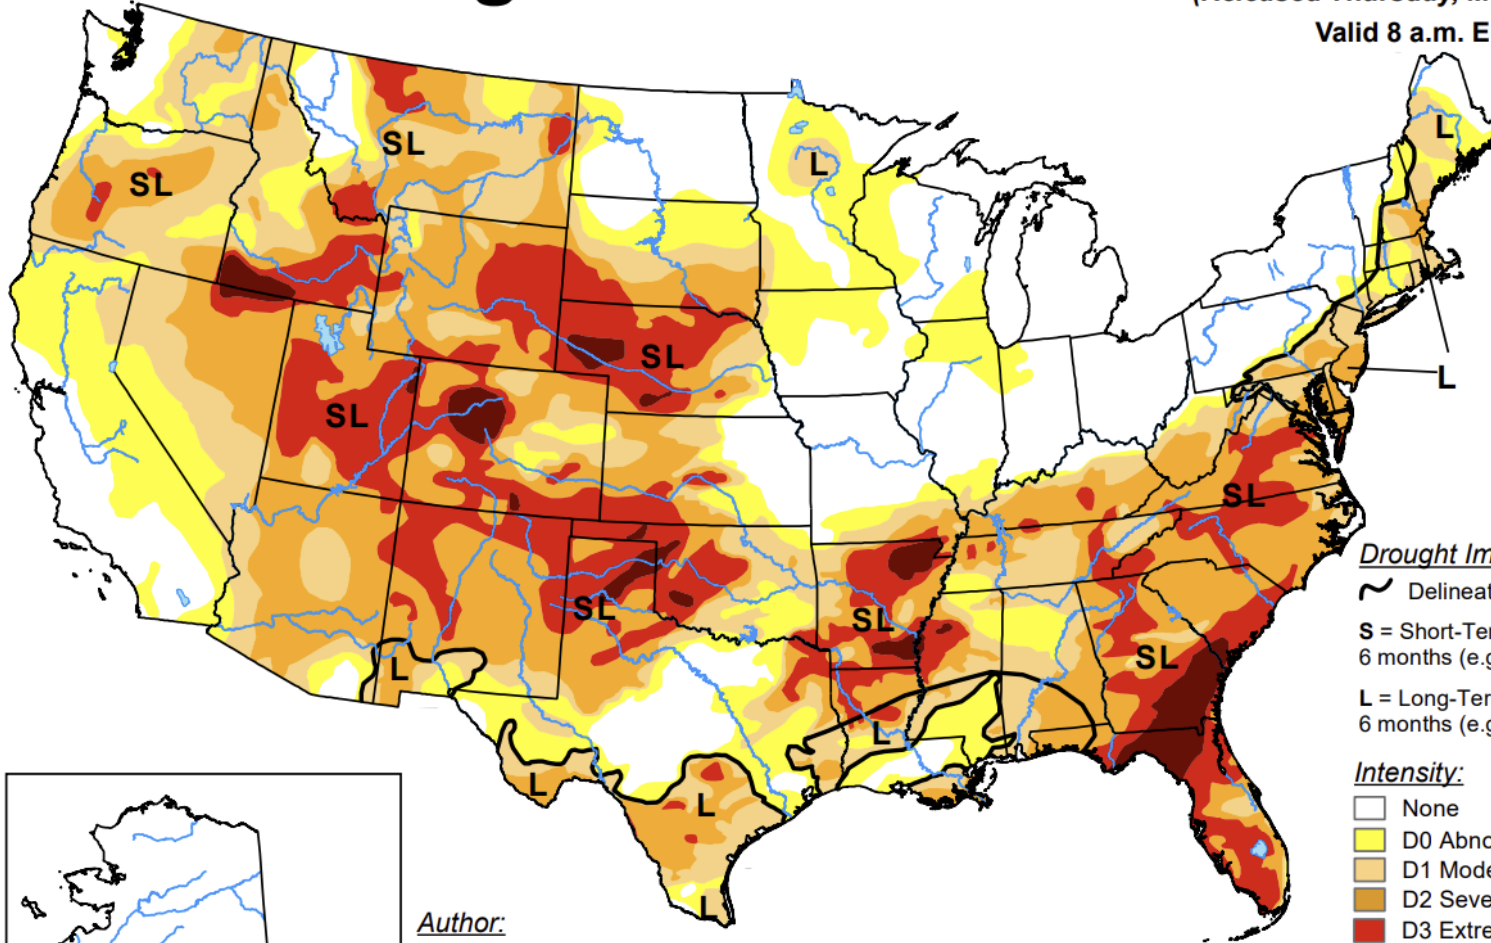 Valid 8 a.m. E
L
SL
L
SL
L
SL
SL
L
SL
SL
SL
SL
L
L
L
L
L
Drought Im
Delineat
S = Short-Ter
6 months (e.g
L = Long-Ter
6 months (e.g
Intensity:
None
D0 Abno
D1 Mode
D2 Seve
D3 Extre
Author: